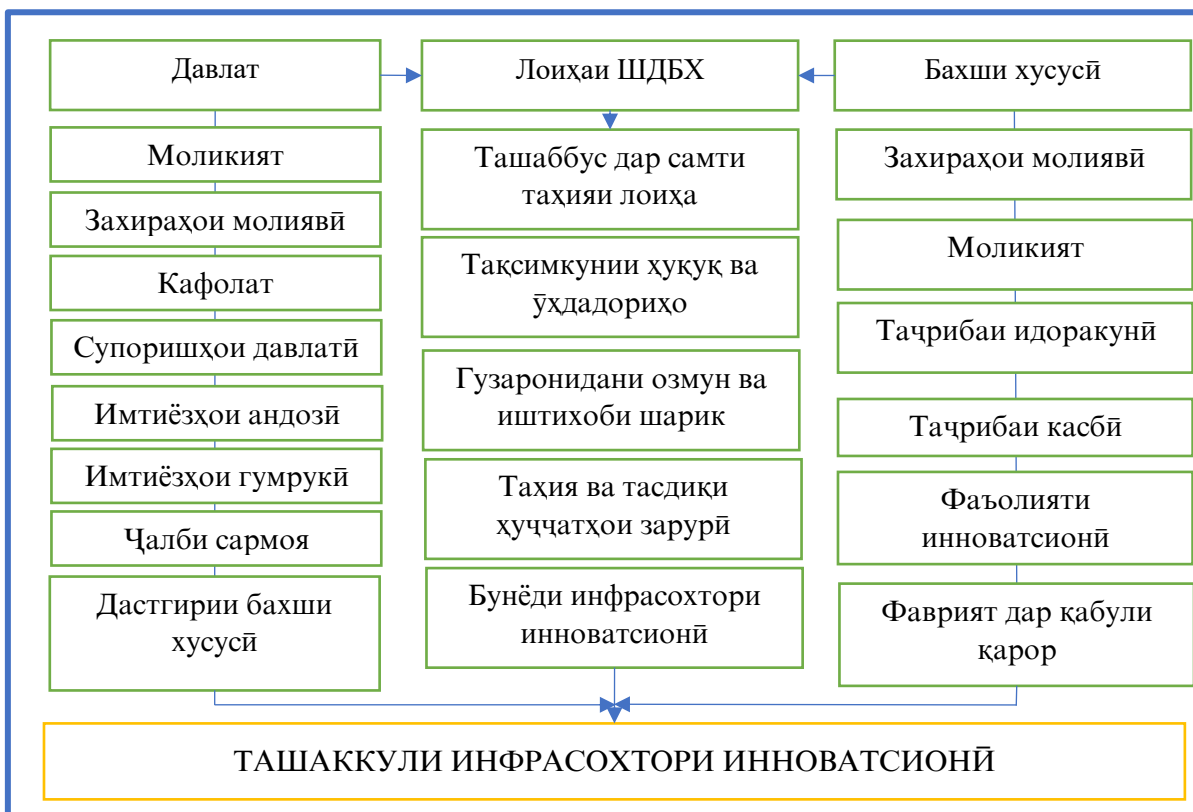 Давлат
Моликият
Захираҳои молиявӣ
Кафолат
Супоришҳои давлатӣ
Имтиёзҳои андозӣ
Имтиёзҳои гумрукӣ
Ҷалби сармоя
Дастгирии бахши
хусусӣ
Лоиҳаи ШДБХ
Ташаббус дар самти
таҳияи лоиҳа
Тақсимкунии ҳуқуқ ва
ӯҳдадориҳо
Гузаронидани озмун ва
иштихоби шарик
Таҳия ва тасдиқи
ҳуҷҷатҳои зарурӣ
Бунёди инфрасохтори
инноватсионӣ
Бахши хусусӣ
Захираҳои молиявӣ
Моликият
Таҷрибаи идоракунӣ
Таҷрибаи касбӣ
Фаъолияти
инноватсионӣ
Фаврият дар қабули
қарор
ТАШАККУЛИ ИНФРАСОХТОРИ ИННОВАТСИОНӢ